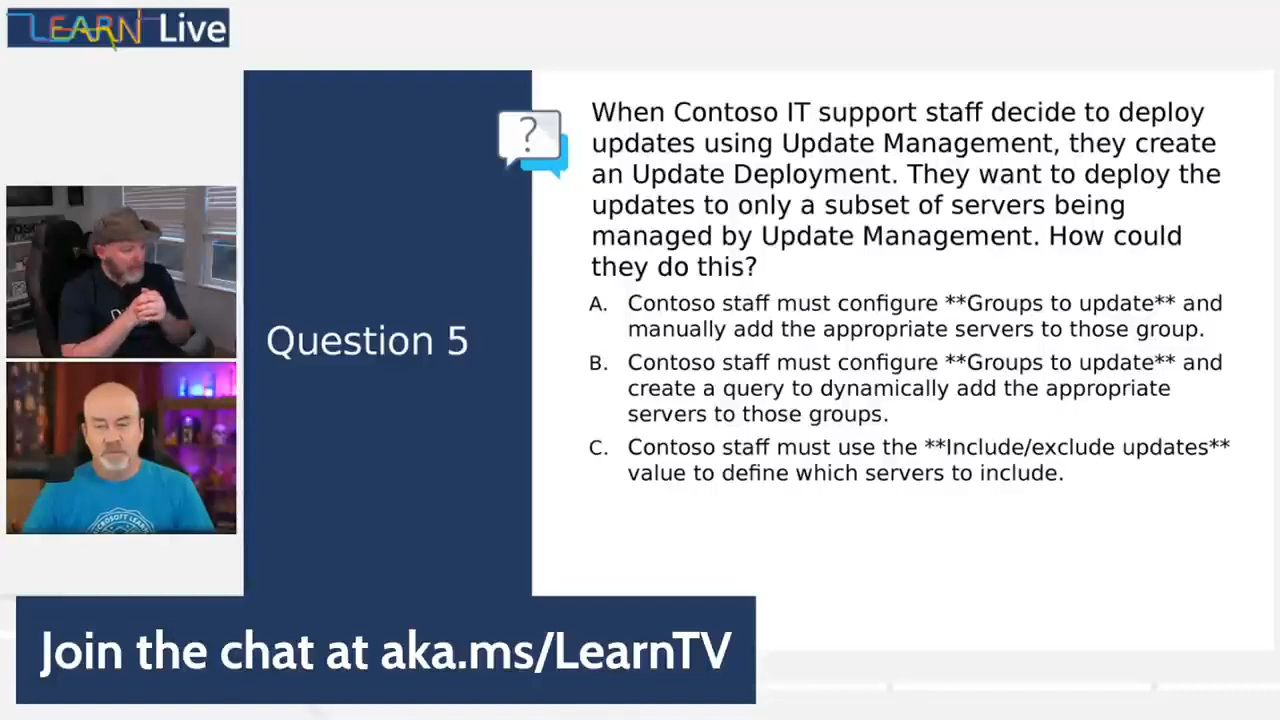 LEARN Live
Question 5
?
When Contoso IT support staff decide to deploy
updates using Update Management, they create
an Update Deployment. They want to deploy the
updates to only a subset of servers being
managed by Update Management. How could
they do this?
A. Contoso staff must configure **Groups to update** and
manually add the appropriate servers to those group.
B. Contoso staff must configure **Groups to update** and
create a query to dynamically add the appropriate
servers to those groups.
C. Contoso staff must use the **Include/exclude updates**
value to define which servers to include.
Join the chat at aka.ms/LearnTV